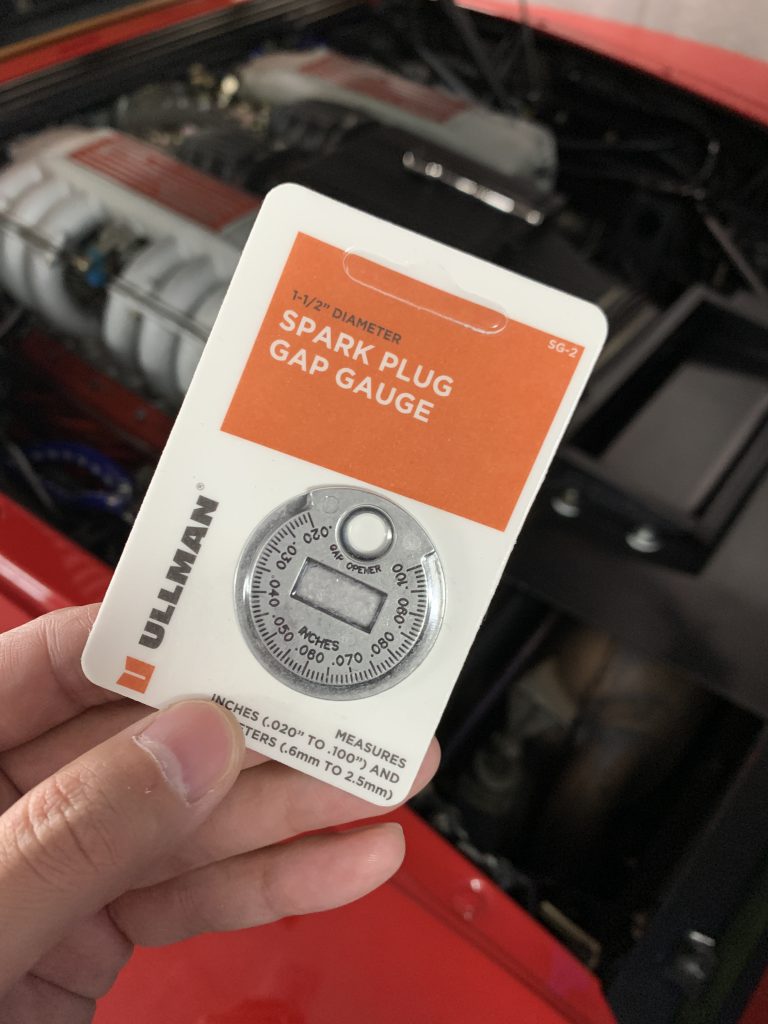 1-1/2" DIAMETER
SPARK PLUG
GAP GAUGE
SG-2
ULLMAN®
GAP OPENER
.020
.030
.040
.050
.060
.070
.080
.090
.100
INCHES
MEASURES
INCHES (.020" TO .100") AND
(.6mm TO 2.5mm)